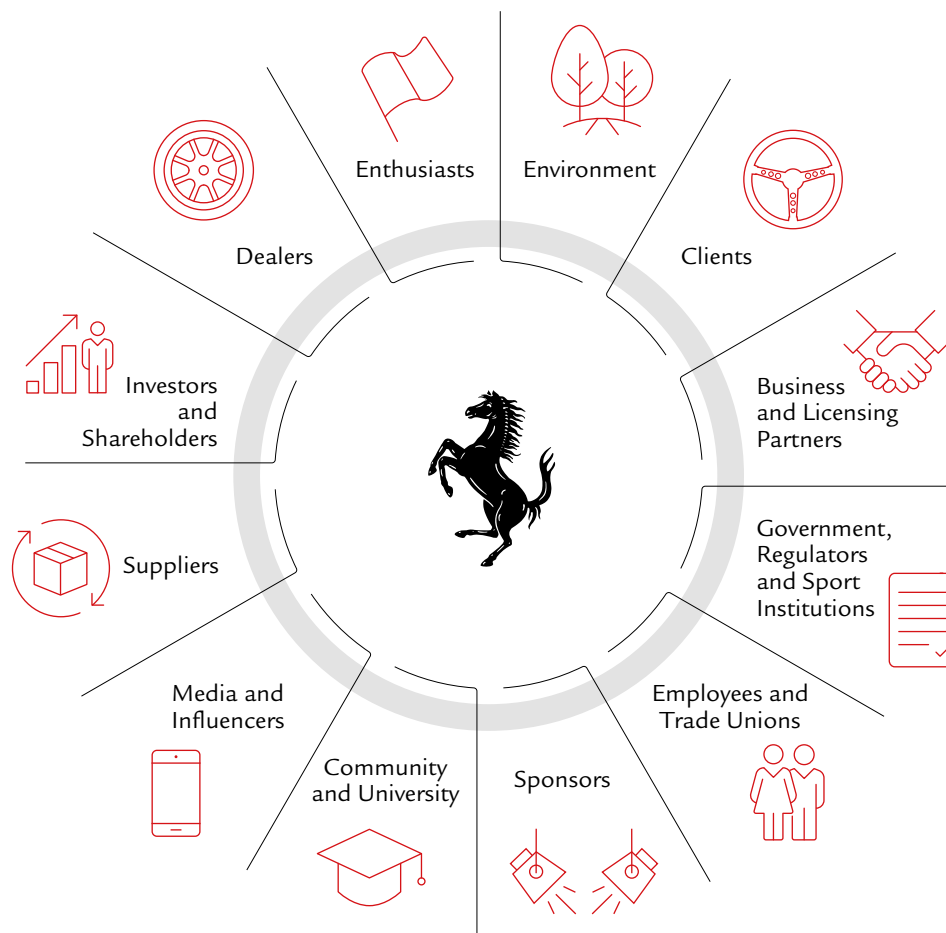 Enthusiasts
Environment
Clients
Business
and Licensing
Partners
Government,
Regulators
and Sport
Institutions
Employees and
Trade Unions
Sponsors
Community
and University
Media and
Influencers
Suppliers
Investors
and
Shareholders
Dealers